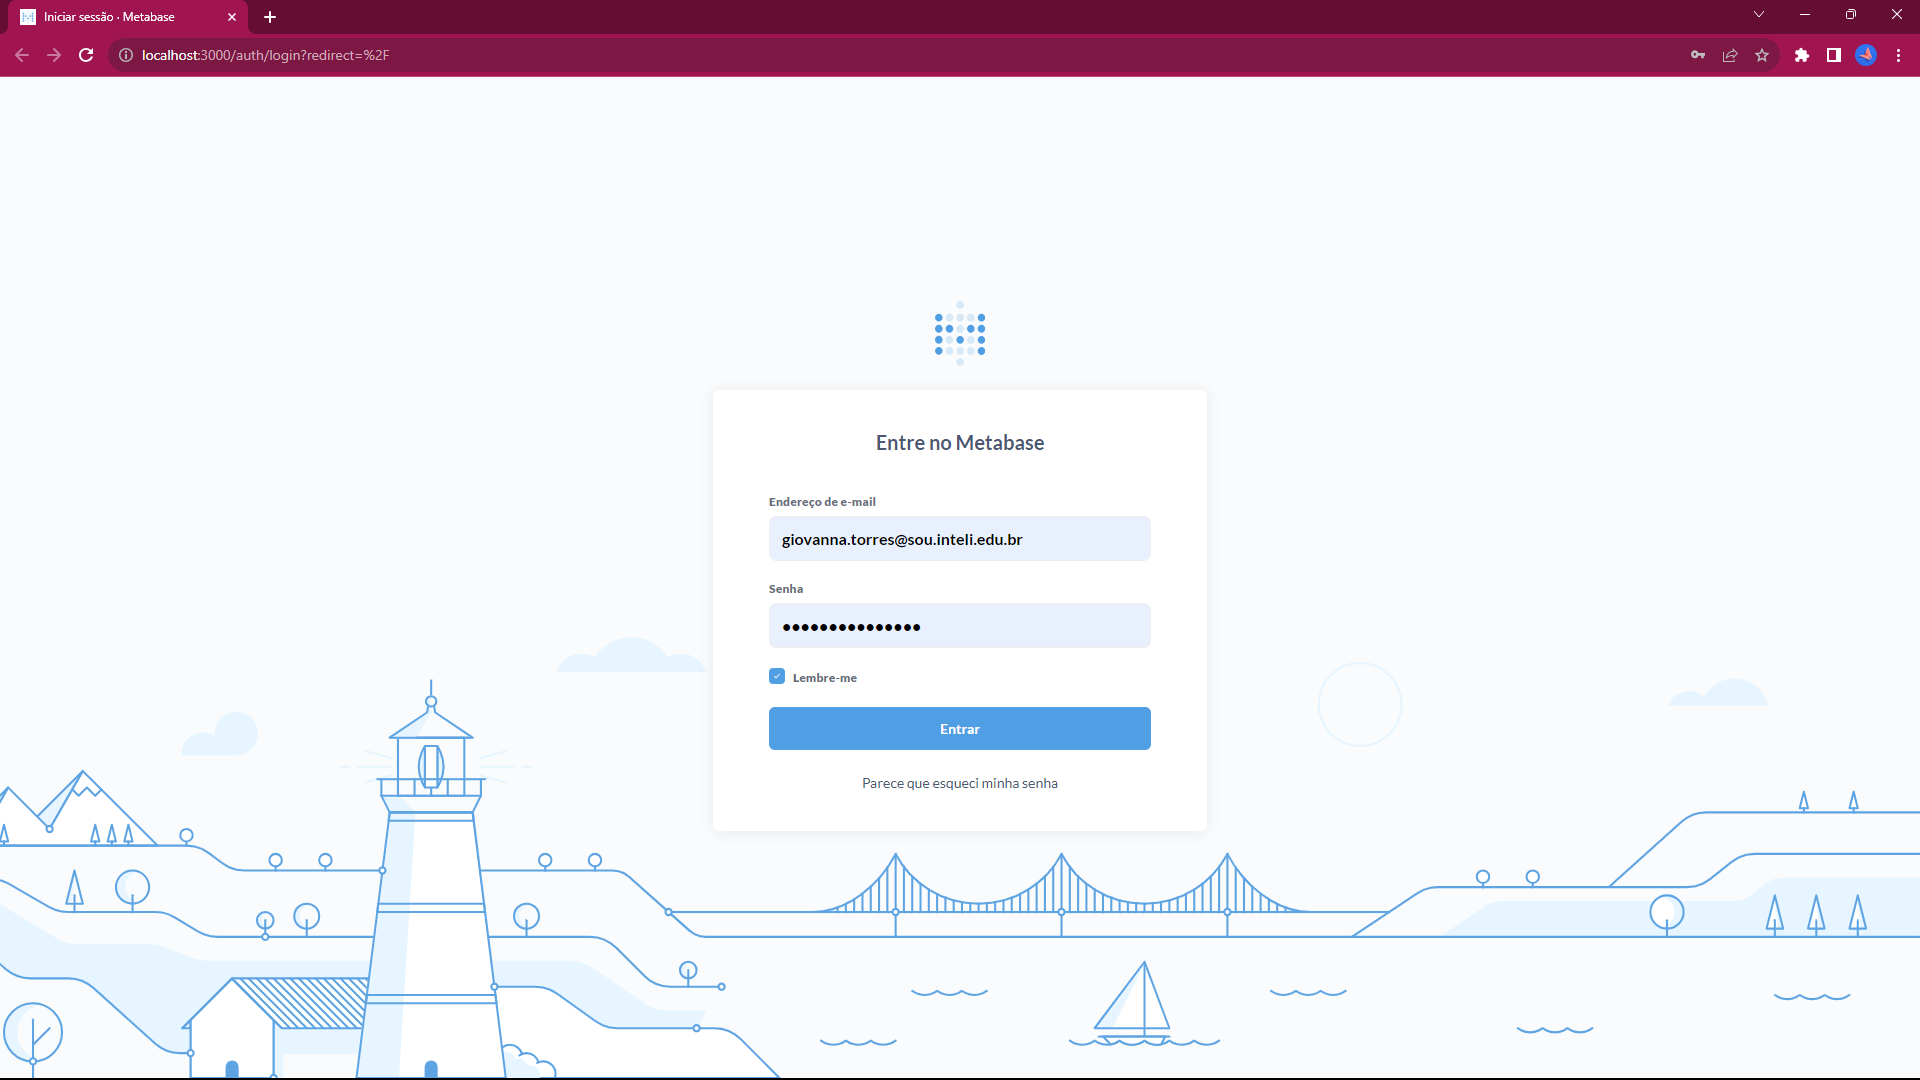 Iniciar sessão · Metabase
localhost:3000/auth/login?redirect=%2F
Entre no Metabase
Endereço de e-mail
giovanna.torres@sou.inteli.edu.br
Senha
•••••••••••••••
Lembre-me
Entrar
Parece que esqueci minha senha